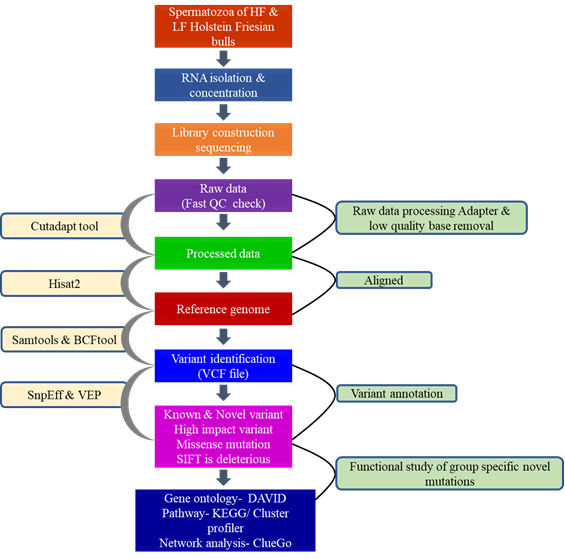 Spermatozoa of HF &
LF Holstein Friesian
bulls
RNA isolation &
concentration
Library construction
sequencing
Raw data
(Fast QC check)
Raw data processing Adapter &
low quality base removal
Cutadapt tool
Processed data
Hisat2
Aligned
Reference genome
Samtools & BCFtool
Variant identification
(VCF file)
SnpEff & VEP
Variant annotation
Known & Novel variant
High impact variant
Missense mutation
SIFT is deleterious
Functional study of group specific novel
mutations
Gene ontology- DAVID
Pathway- KEGG/ Cluster
profiler
Network analysis- ClueGo